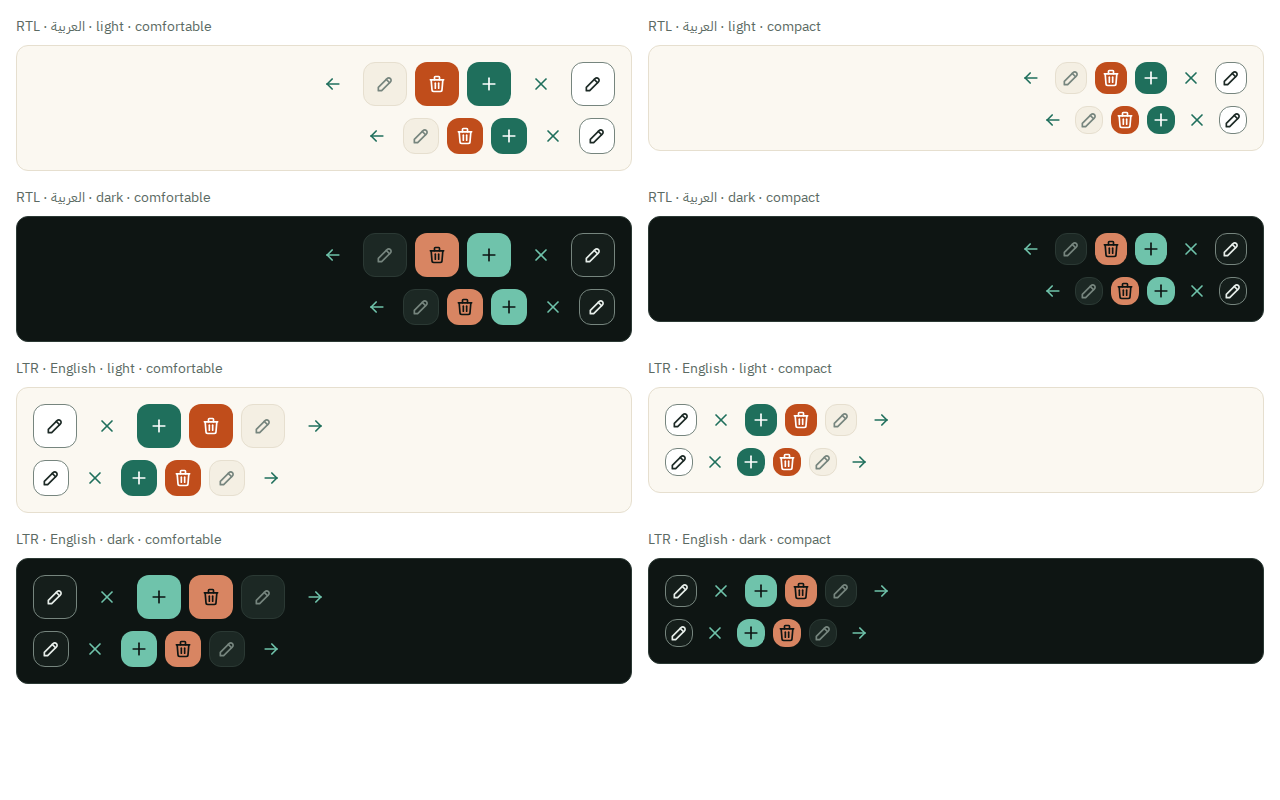 RTL · العربية · light · comfortable
RTL · العربية · light · compact
RTL · العربية · dark · comfortable
RTL · العربية · dark · compact
LTR · English · light · comfortable
LTR · English · light · compact
LTR · English · dark · comfortable
LTR · English · dark · compact